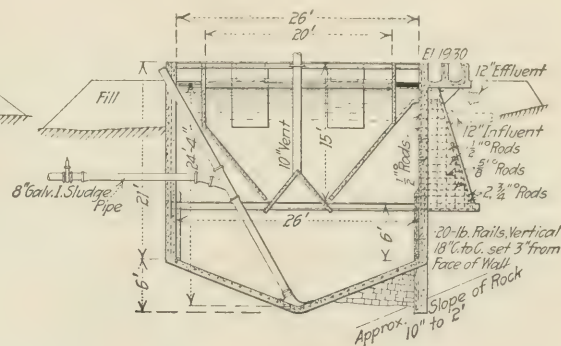 26'
20'
El 19.30
12" Effluent
Fill
24'-4"
10" Vent
15'
½" Rods
12" Influent
½"° Rods
⅝"° Rods
2, ¾"° Rods
8" Galv. I. Sludge
Pipe
21'
26'
6'
20-lb. Rails, Vertical
18" C. to C. set 3" from
Face of Wall
6'
Approx. Slope of Rock
10" to 2'